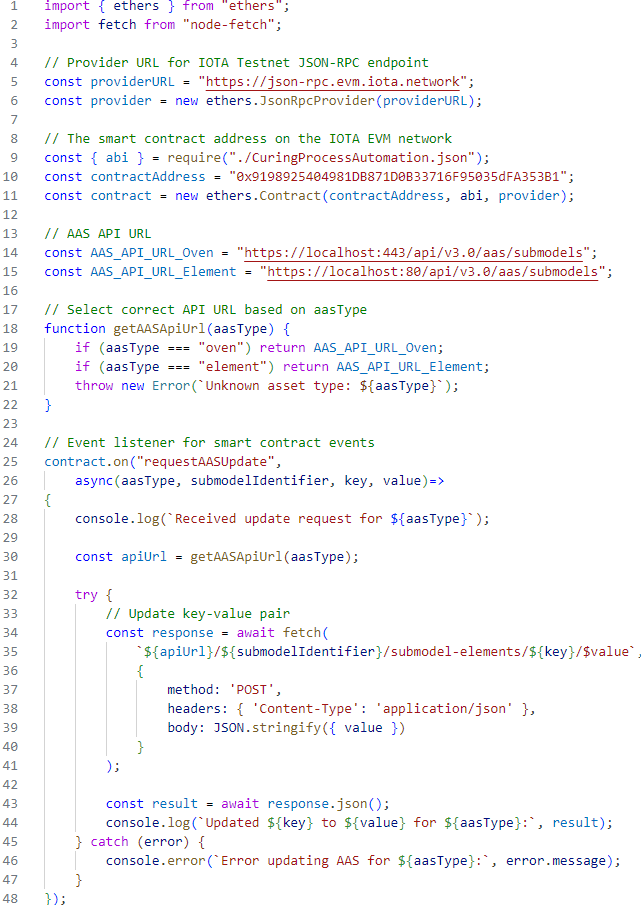 1 import { ethers } from "ethers";
2 import fetch from "node-fetch";
3
4 // Provider URL for IOTA Testnet JSON-RPC endpoint
5 const providerURL = "https://json-rpc.evm.iota.network";
6 const provider = new ethers.JsonRpcProvider(providerURL);
7
8 // The smart contract address on the IOTA EVM network
9 const { abi } = require("./CuringProcessAutomation.json");
10 const contractAddress = "0x9198925404981DB871D0B33716F95035dFA353B1";
11 const contract = new ethers.Contract(contractAddress, abi, provider);
12
13 // AAS API URL
14 const AAS_API_URL_Oven = "https://localhost:443/api/v3.0/aas/submodels";
15 const AAS_API_URL_Element = "https://localhost:80/api/v3.0/aas/submodels";
16
17 // Select correct API URL based on aasType
18 function getAASApiUrl(aasType) {
19     if (aasType === "oven") return AAS_API_URL_Oven;
20     if (aasType === "element") return AAS_API_URL_Element;
21     throw new Error(`Unknown asset type: ${aasType}`);
22 }
23
24 // Event listener for smart contract events
25 contract.on("requestAASUpdate",
26     async(aasType, submodelIdentifier, key, value)=>
27 {
28     console.log(`Received update request for ${aasType}`);
29
30     const apiUrl = getAASApiUrl(aasType);
31
32     try {
33         // Update key-value pair
34         const response = await fetch(
35             `${apiUrl}/${submodelIdentifier}/submodel-elements/${key}/$value`,
36             {
37                 method: 'POST',
38                 headers: { 'Content-Type': 'application/json' },
39                 body: JSON.stringify({ value })
40             }
41         );
42
43         const result = await response.json();
44         console.log(`Updated ${key} to ${value} for ${aasType}:`, result);
45     } catch (error) {
46         console.error(`Error updating AAS for ${aasType}:`, error.message);
47     }
48 });